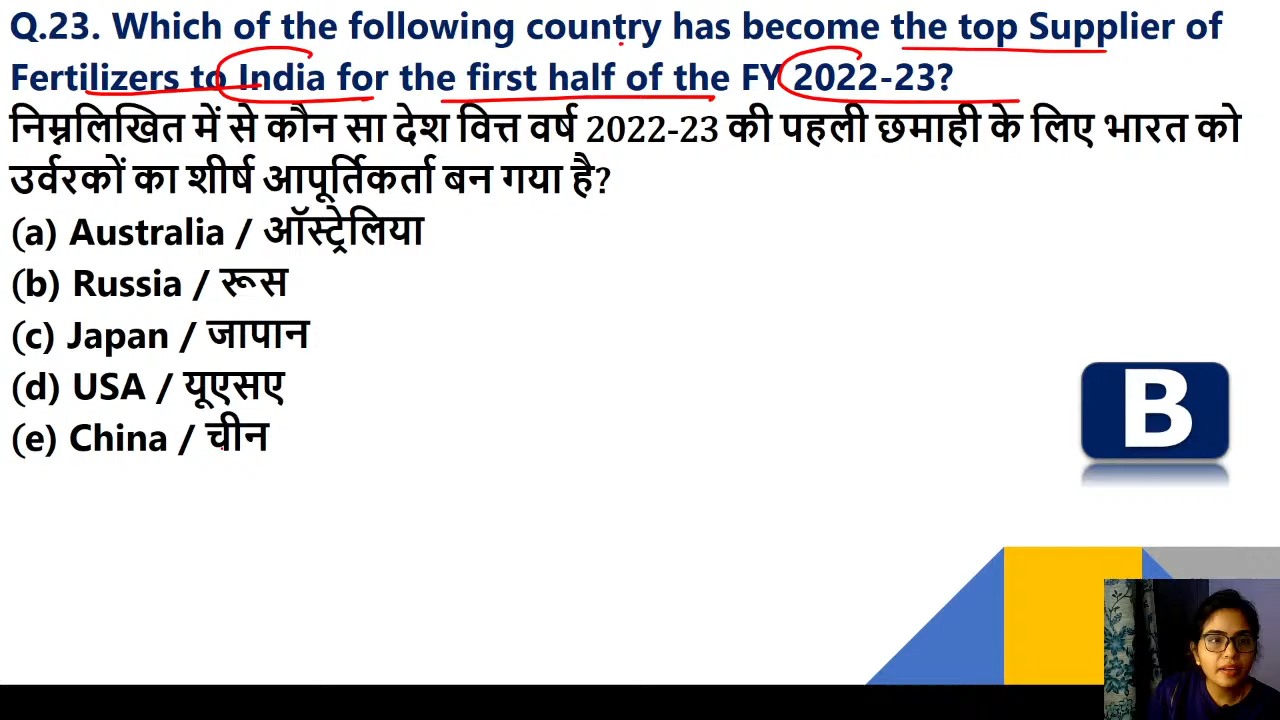 Q.23. Which of the following country has become the top Supplier of
Fertilizers to India for the first half of the FY 2022-23?
निम्नलिखित में से कौन सा देश वित्त वर्ष 2022-23 की पहली छमाही के लिए भारत को
उर्वरकों का शीर्ष आपूर्तिकर्ता बन गया है?
(a) Australia / ऑस्ट्रेलिया
(b) Russia / रूस
(c) Japan / जापान
(d) USA / यूएसए
(e) China / चीन
B